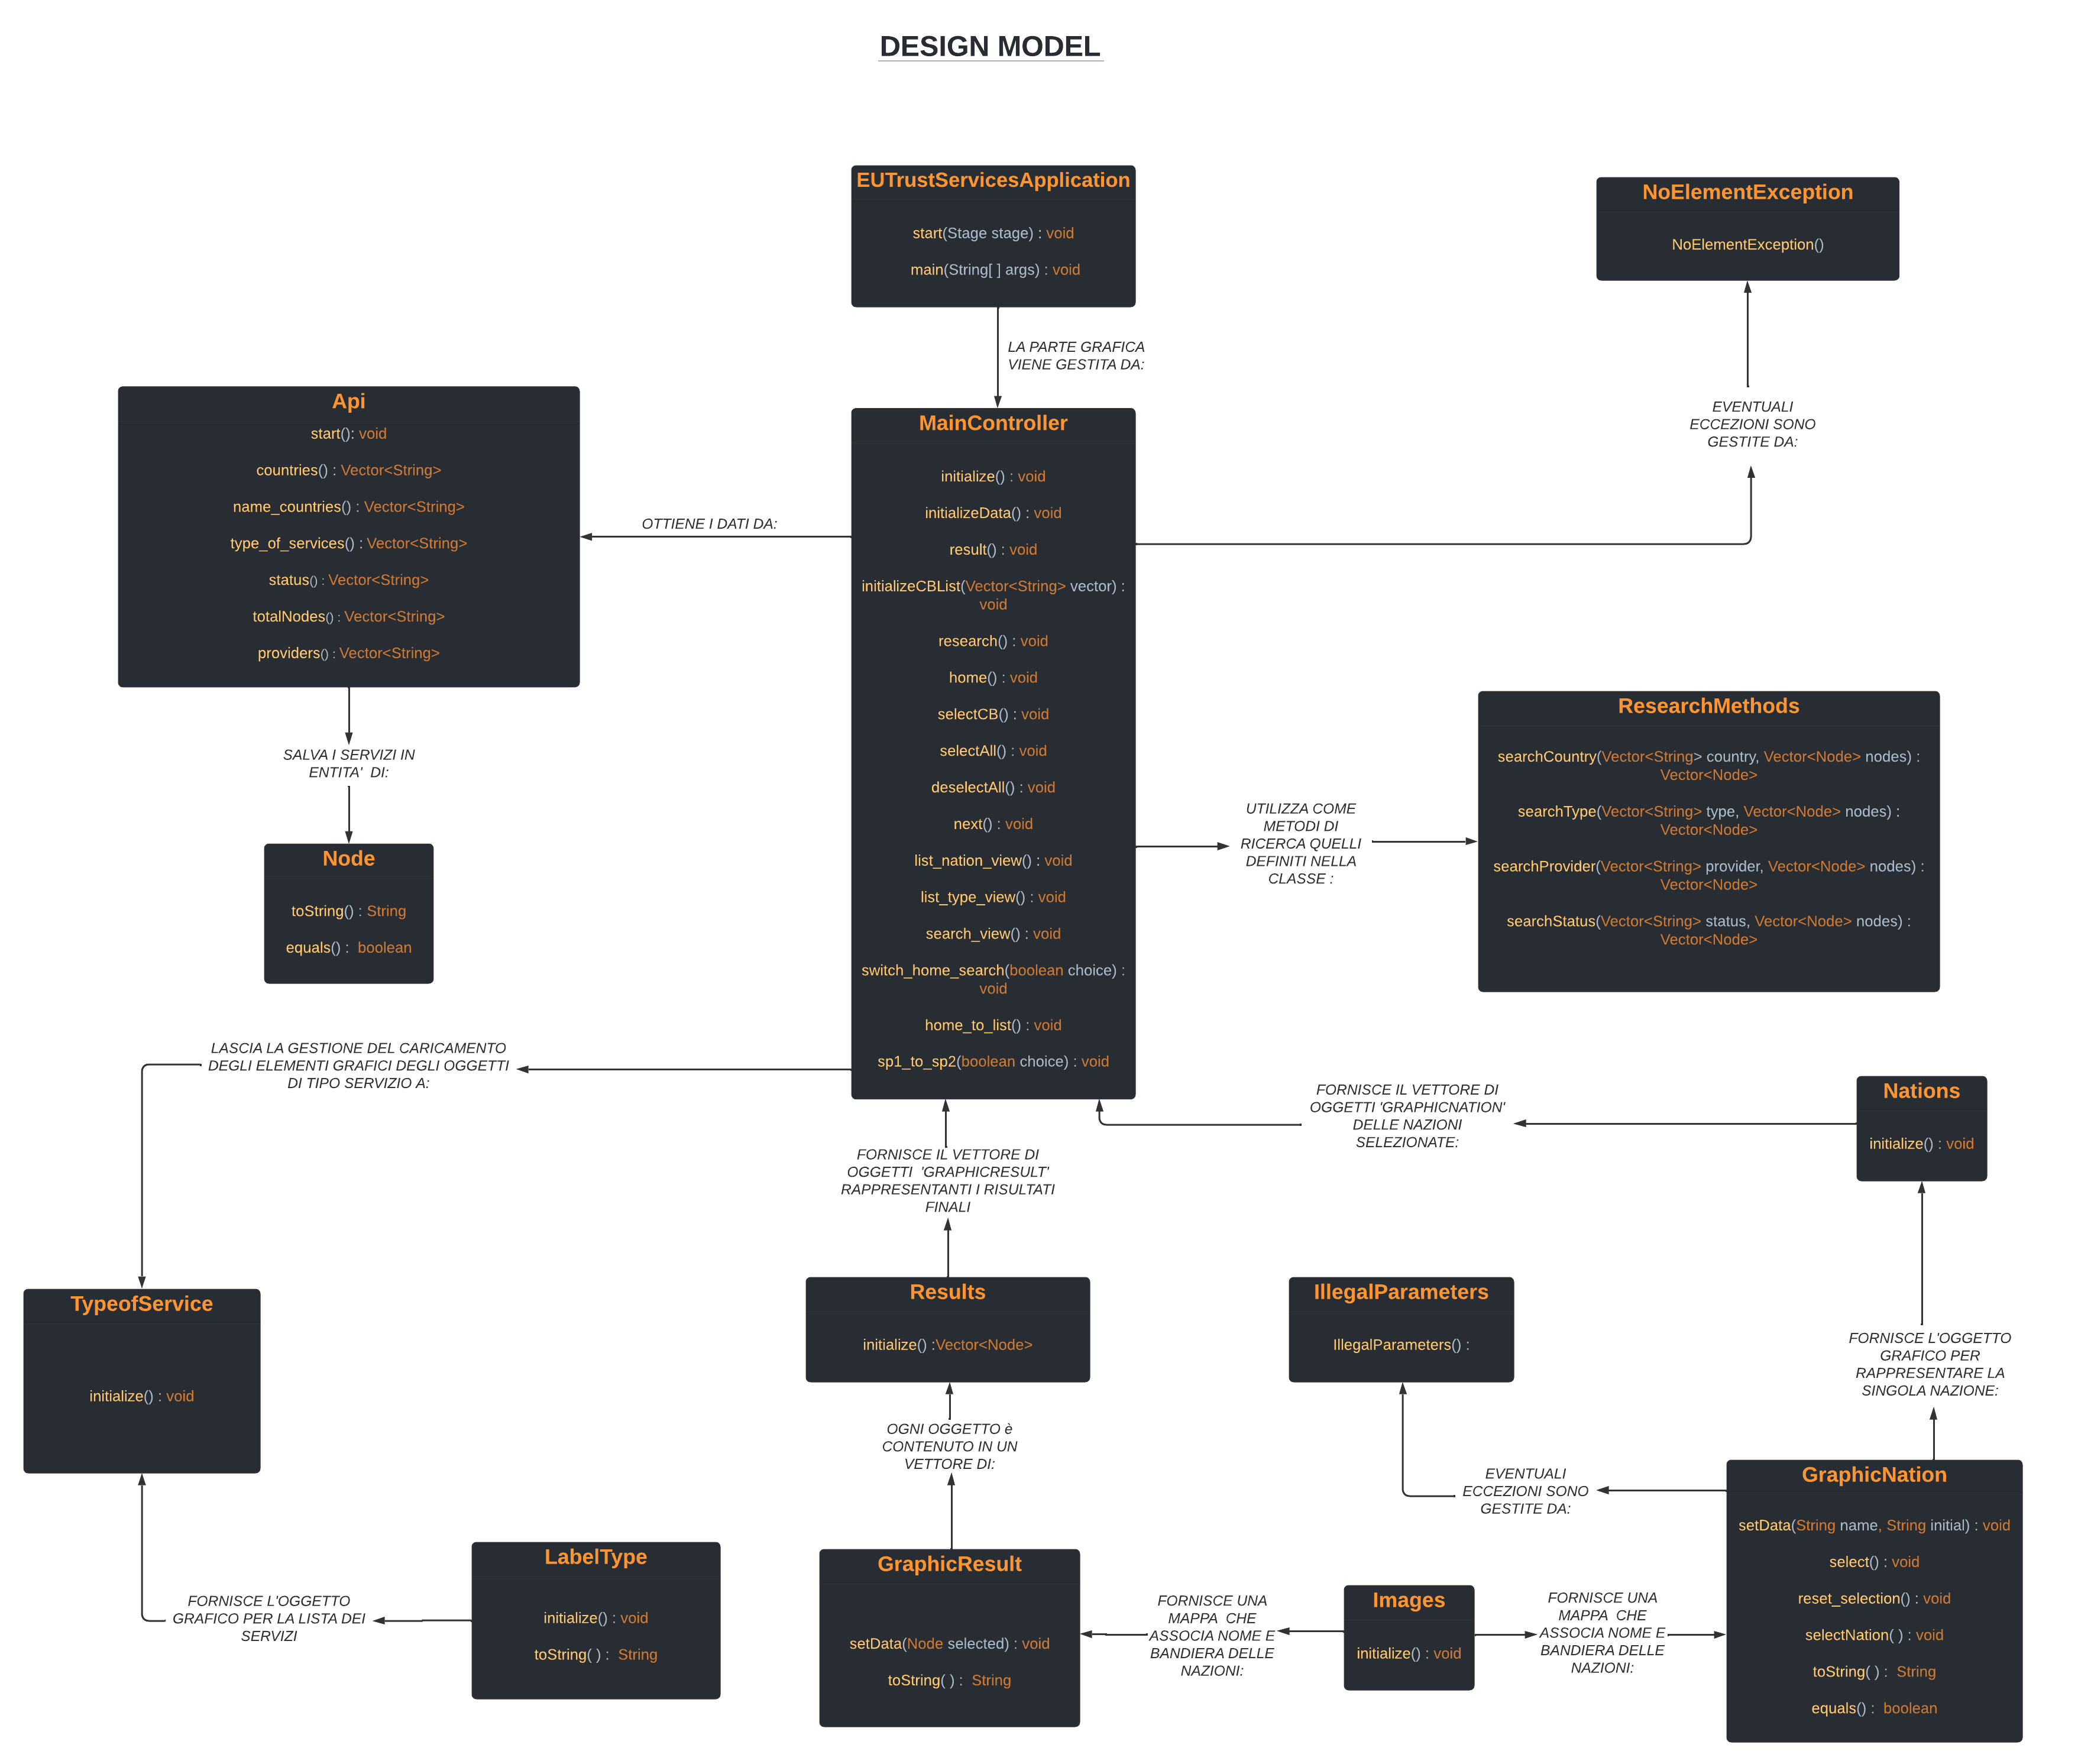 DESIGN MODEL
EUTrustServicesApplication
start(Stage stage) : void
main(String[ ] args) : void
NoElementException
NoElementException()
LA PARTE GRAFICA
VIENE GESTITA DA:
EVENTUALI
ECCEZIONI SONO
GESTITE DA:
Api
start(): void
countries() : Vector<String>
name_countries() : Vector<String>
type_of_services() : Vector<String>
status() : Vector<String>
totalNodes() : Vector<String>
providers() : Vector<String>
OTTIENE I DATI DA:
MainController
initialize() : void
initializeData() : void
result() : void
initializeCBList(Vector<String> vector) :
void
research() : void
home() : void
selectCB() : void
selectAll() : void
deselectAll() : void
next() : void
list_nation_view() : void
list_type_view() : void
search_view() : void
switch_home_search(boolean choice) :
void
home_to_list() : void
sp1_to_sp2(boolean choice) : void
SALVA I SERVIZI IN
ENTITA'  DI:
Node
toString() : String
equals() :  boolean
UTILIZZA COME
METODI DI
RICERCA QUELLI
DEFINITI NELLA
CLASSE :
ResearchMethods
searchCountry(Vector<String> country, Vector<Node> nodes) :
Vector<Node>
searchType(Vector<String> type, Vector<Node> nodes) :
Vector<Node>
searchProvider(Vector<String> provider, Vector<Node> nodes) :
Vector<Node>
searchStatus(Vector<String> status, Vector<Node> nodes) :
Vector<Node>
LASCIA LA GESTIONE DEL CARICAMENTO
DEGLI ELEMENTI GRAFICI DEGLI OGGETTI
DI TIPO SERVIZIO A:
FORNISCE IL VETTORE DI
OGGETTI 'GRAPHICNATION'
DELLE NAZIONI
SELEZIONATE:
Nations
initialize() : void
FORNISCE IL VETTORE DI
OGGETTI  'GRAPHICRESULT'
RAPPRESENTANTI I RISULTATI
FINALI
TypeofService
initialize() : void
Results
initialize() :Vector<Node>
IllegalParameters
IllegalParameters() :
FORNISCE L'OGGETTO
GRAFICO PER
RAPPRESENTARE LA
SINGOLA NAZIONE:
OGNI OGGETTO è
CONTENUTO IN UN
VETTORE DI:
EVENTUALI
ECCEZIONI SONO
GESTITE DA:
GraphicNation
setData(String name, String initial) : void
select() : void
reset_selection() : void
selectNation( ) : void
toString( ) :  String
equals() :  boolean
FORNISCE L'OGGETTO
GRAFICO PER LA LISTA DEI
SERVIZI
LabelType
initialize() : void
toString( ) :  String
GraphicResult
setData(Node selected) : void
toString( ) :  String
FORNISCE UNA
MAPPA  CHE
ASSOCIA NOME E
BANDIERA DELLE
NAZIONI:
Images
initialize() : void
FORNISCE UNA
MAPPA  CHE
ASSOCIA NOME E
BANDIERA DELLE
NAZIONI: